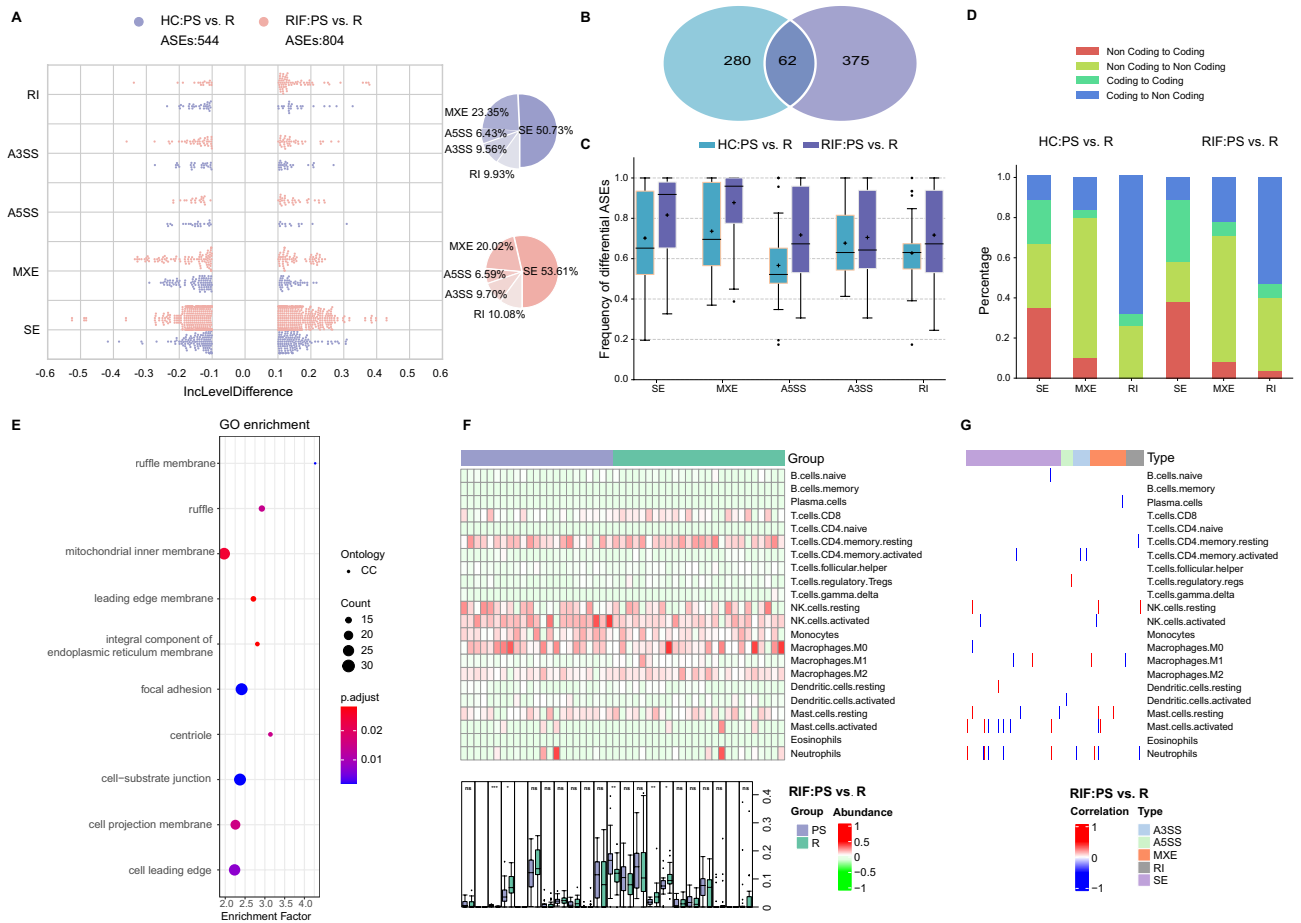 A
HC:PS vs. R
RIF:PS vs. R
ASEs:544
ASEs:804
RI
A3SS
A5SS
MXE
SE
-0.6
-0.5
-0.4
-0.3
-0.2
-0.1
0.0
0.1
0.2
0.3
0.4
0.5
0.6
IncLevelDifference
MXE 23.35%
A5SS 6.43%
A3SS 9.56%
RI 9.93%
SE 50.73%
MXE 20.02%
A5SS 6.59%
A3SS 9.70%
RI 10.08%
SE 53.61%
B
280
62
375
C
HC:PS vs. R
RIF:PS vs. R
Frequency of differential ASEs
1.0
0.8
0.6
0.4
0.2
0.0
SE
MXE
A5SS
A3SS
RI
D
Non Coding to Coding
Non Coding to Non Coding
Coding to Coding
Coding to Non Coding
HC:PS vs. R
RIF:PS vs. R
Percentage
1.0
0.8
0.6
0.4
0.2
0.0
SE
MXE
RI
SE
MXE
RI
E
GO enrichment
ruffle membrane
ruffle
mitochondrial inner membrane
leading edge membrane
integral component of
endoplasmic reticulum membrane
focal adhesion
centriole
cell−substrate junction
cell projection membrane
cell leading edge
2.0
2.5
3.0
3.5
4.0
Enrichment Factor
Ontology
CC
Count
15
20
25
30
p.adjust
0.02
0.01
F
Group
B.cells.naive
B.cells.memory
Plasma.cells
T.cells.CD8
T.cells.CD4.naive
T.cells.CD4.memory.resting
T.cells.CD4.memory.activated
T.cells.follicular.helper
T.cells.regulatory.Tregs
T.cells.gamma.delta
NK.cells.resting
NK.cells.activated
Monocytes
Macrophages.M0
Macrophages.M1
Macrophages.M2
Dendritic.cells.resting
Dendritic.cells.activated
Mast.cells.resting
Mast.cells.activated
Eosinophils
Neutrophils
ns
***
*
ns
ns
ns
ns
ns
ns
**
ns
ns
**
*
ns
ns
ns
ns
ns
0.4
0.3
0.2
0.1
0
RIF:PS vs. R
Group
PS
R
Abundance
1
0.5
0
-0.5
-1
G
Type
B.cells.naive
B.cells.memory
Plasma.cells
T.cells.CD8
T.cells.CD4.naive
T.cells.CD4.memory.resting
T.cells.CD4.memory.activated
T.cells.follicular.helper
T.cells.regulatory.regs
T.cells.gamma.delta
NK.cells.resting
NK.cells.activated
Monocytes
Macrophages.M0
Macrophages.M1
Macrophages.M2
Dendritic.cells.resting
Dendritic.cells.activated
Mast.cells.resting
Mast.cells.activated
Eosinophils
Neutrophils
RIF:PS vs. R
Correlation
1
0
-1
Type
A3SS
A5SS
MXE
RI
SE